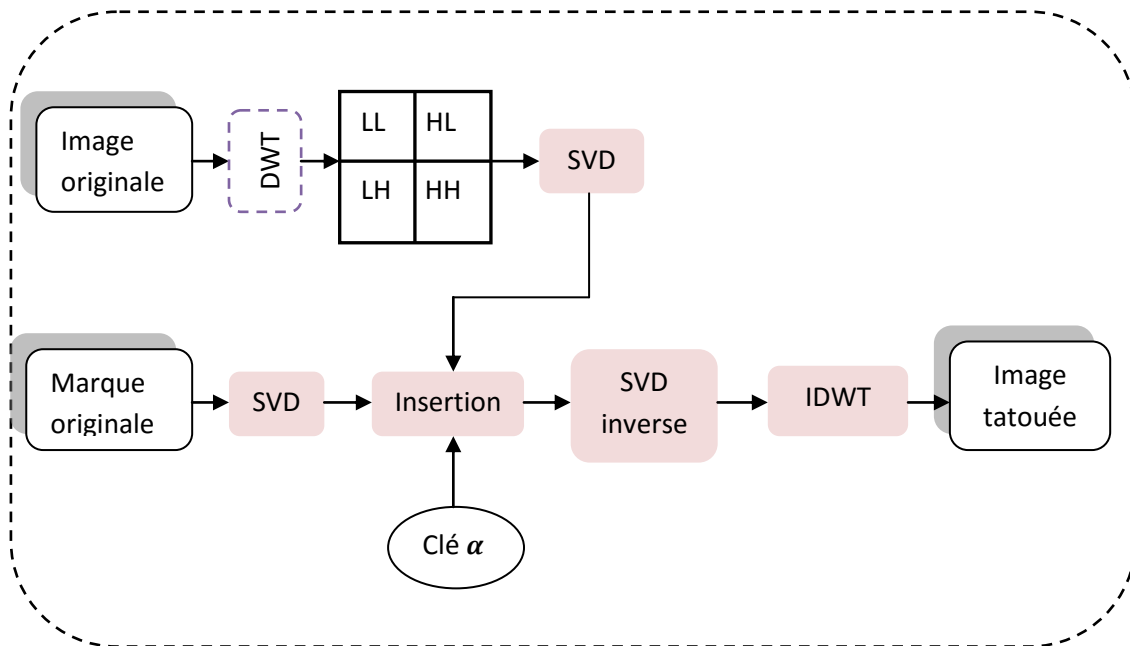 Image
originale
DWT
LL HL
LH HH
SVD
Marque
originale
SVD
Insertion
SVD
inverse
IDWT
Image
tatouée
Clé α